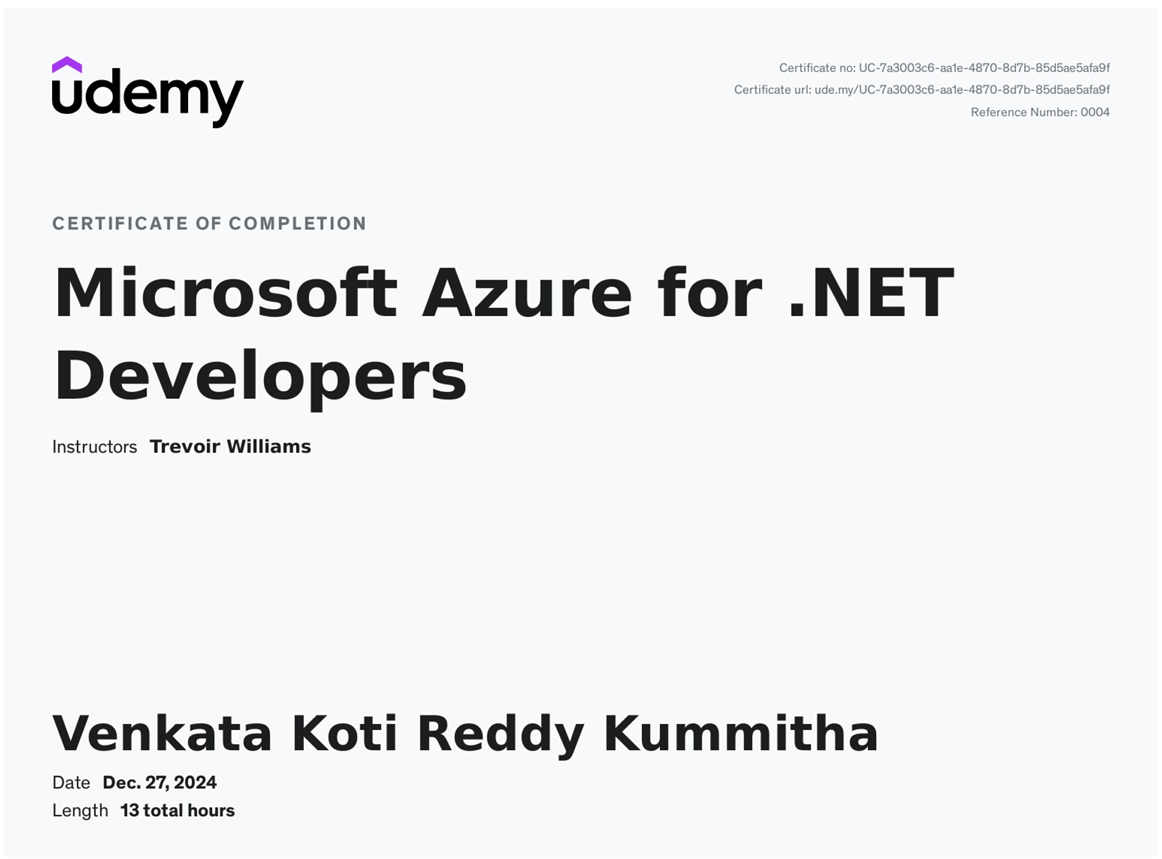 udemy
Certificate no: UC-7a3003c6-aa1e-4870-8d7b-85d5ae5afa9f
Certificate url: ude.my/UC-7a3003c6-aa1e-4870-8d7b-85d5ae5afa9f
Reference Number: 0004
CERTIFICATE OF COMPLETION
Microsoft Azure for .NET
Developers
Instructors Trevoir Williams
Venkata Koti Reddy Kummitha
Date Dec. 27, 2024
Length 13 total hours